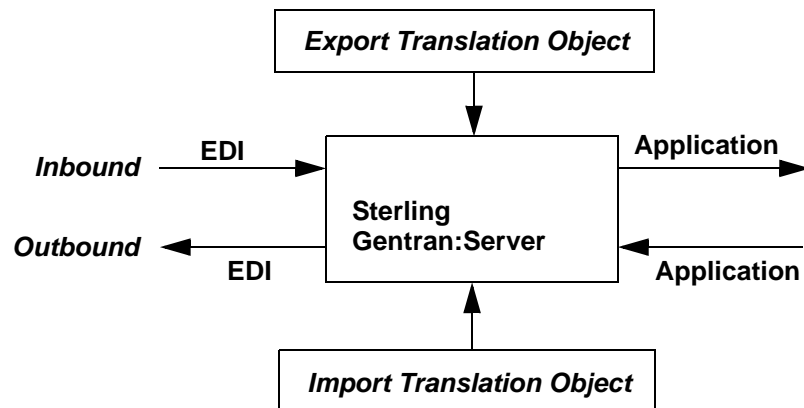 Export Translation Object
EDI
Application
Inbound
Sterling
Gentran:Server
Outbound
EDI
Application
Import Translation Object